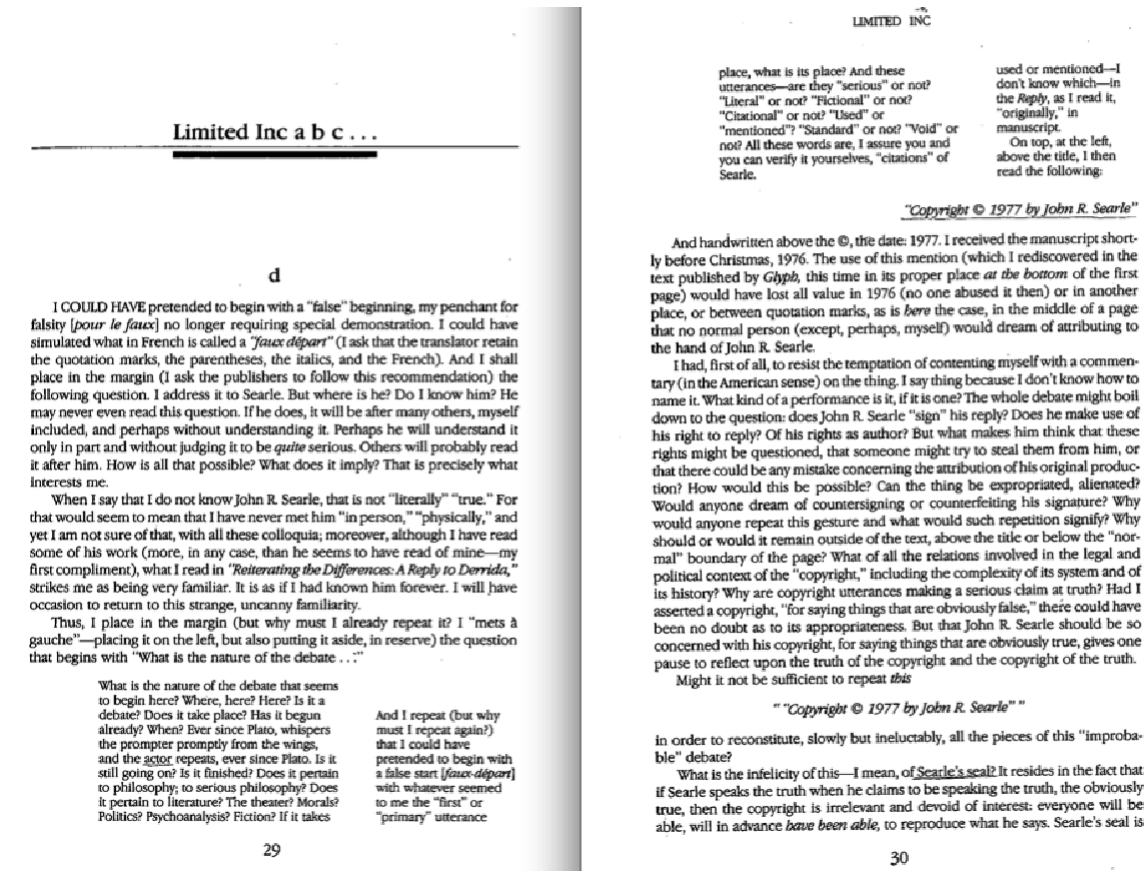 Limited Inc a b c . . .
d
I COULD HAVE pretended to begin with a "false" beginning, my penchant for
falsity [pour le faux] no longer requiring special demonstration. I could have
simulated what in French is called a "faux départ" (I ask that the translator retain
the quotation marks, the parentheses, the italics, and the French). And I shall
place in the margin (I ask the publishers to follow this recommendation) the
following question. I address it to Searle. But where is he? Do I know him? He
may never even read this question. If he does, it will be after many others, myself
included, and perhaps without understanding it. Perhaps he will understand it
only in part and without judging it to be quite serious. Others will probably read
it after him. How is all that possible? What does it imply? That is precisely what
interests me.
When I say that I do not know John R. Searle, that is not "literally" "true." For
that would seem to mean that I have never met him "in person," "physically," and
yet I am not sure of that, with all these colloquia; moreover, although I have read
some of his work (more, in any case, than he seems to have read of mine—my
first compliment), what I read in "Reiterating the Differences: A Reply to Derrida,"
strikes me as being very familiar. It is as if I had known him forever. I will have
occasion to return to this strange, uncanny familiarity.
Thus, I place in the margin (but why must I already repeat it? I "mets à
gauche"—placing it on the left, but also putting it aside, in reserve) the question
that begins with "What is the nature of the debate . . :"
What is the nature of the debate that seems
to begin here? Where, here? Here? Is it a
debate? Does it take place? Has it begun
already? When? Ever since Plato, whispers
the prompter promptly from the wings,
and the actor repeats, ever since Plato. Is it
still going on? Is it finished? Does it pertain
to philosophy; to serious philosophy? Does
it pertain to literature? The theater? Morals?
Politics? Psychoanalysis? Fiction? If it takes
And I repeat (but why
must I repeat again?)
that I could have
pretended to begin with
a false start [faux-départ]
with whatever seemed
to me the "first" or
"primary" utterance
29
LIMITED INC
place, what is its place? And these
utterances—are they "serious" or not?
"Literal" or not? "Fictional" or not?
"Citational" or not? "Used" or
"mentioned"? "Standard" or not? "Void" or
not? All these words are, I assure you and
you can verify it yourselves, "citations" of
Searle.
used or mentioned—I
don't know which—in
the Reply, as I read it,
"originally," in
manuscript.
On top, at the left,
above the title, I then
read the following:
"Copyright © 1977 by John R. Searle"
And handwritten above the ©, the date: 1977. I received the manuscript short-
ly before Christmas, 1976. The use of this mention (which I rediscovered in the
text published by Glyph, this time in its proper place at the bottom of the first
page) would have lost all value in 1976 (no one abused it then) or in another
place, or between quotation marks, as is here the case, in the middle of a page
that no normal person (except, perhaps, myself) would dream of attributing to
the hand of John R. Searle.
I had, first of all, to resist the temptation of contenting myself with a commen-
tary (in the American sense) on the thing. I say thing because I don't know how to
name it. What kind of a performance is it, if it is one? The whole debate might boil
down to the question: does John R. Searle "sign" his reply? Does he make use of
his right to reply? Of his rights as author? But what makes him think that these
rights might be questioned, that someone might try to steal them from him, or
that there could be any mistake concerning the attribution of his original produc-
tion? How would this be possible? Can the thing be expropriated, alienated?
Would anyone dream of countersigning or counterfeiting his signature? Why
would anyone repeat this gesture and what would such repetition signify? Why
should or would it remain outside of the text, above the title or below the "nor-
mal" boundary of the page? What of all the relations involved in the legal and
political context of the "copyright," including the complexity of its system and of
its history? Why are copyright utterances making a serious claim at truth? Had I
asserted a copyright, "for saying things that are obviously false," there could have
been no doubt as to its appropriateness. But that John R. Searle should be so
concerned with his copyright, for saying things that are obviously true, gives one
pause to reflect upon the truth of the copyright and the copyright of the truth.
Might it not be sufficient to repeat this
" "Copyright © 1977 by John R. Searle" "
in order to reconstitute, slowly but ineluctably, all the pieces of this "improba-
ble" debate?
What is the infelicity of this—I mean, of Searle's seal? It resides in the fact that
if Searle speaks the truth when he claims to be speaking the truth, the obviously
true, then the copyright is irrelevant and devoid of interest: everyone will be
able, will in advance have been able, to reproduce what he says. Searle's seal is
30